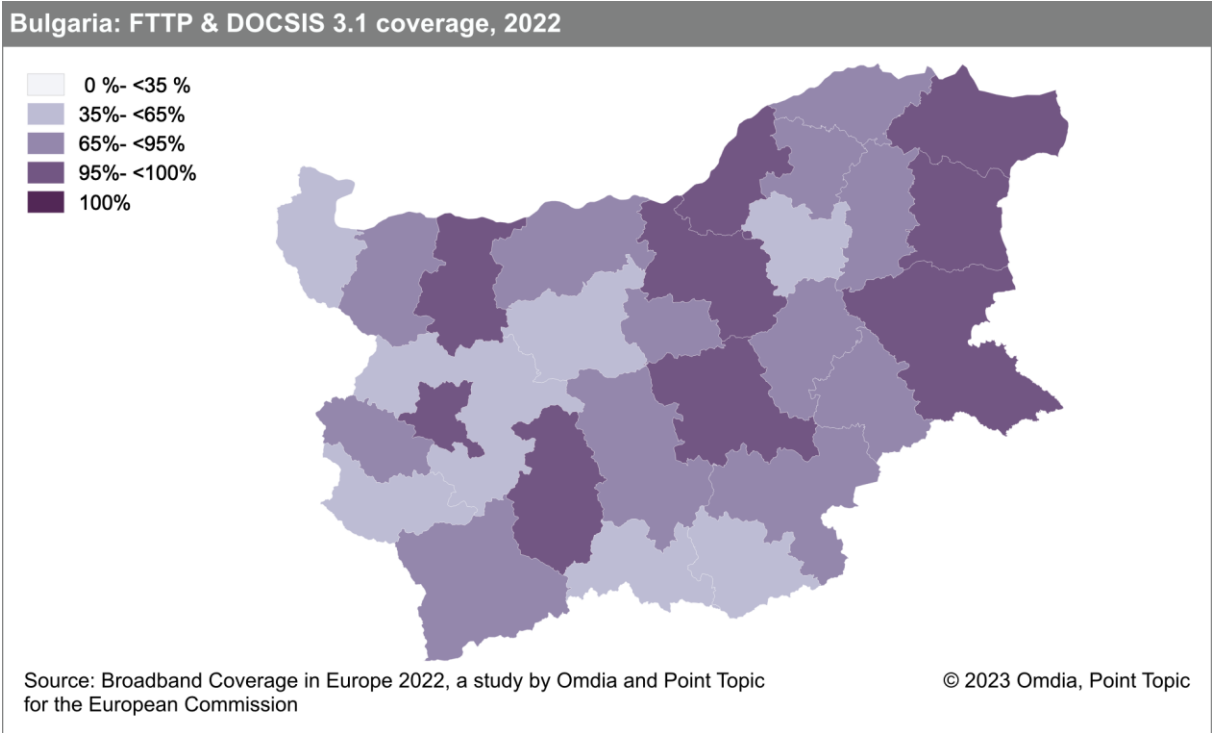 Bulgaria: FTTP & DOCSIS 3.1 coverage, 2022
0 %- <35 %
35%- <65%
65%- <95%
95%- <100%
100%
Source: Broadband Coverage in Europe 2022, a study by Omdia and Point Topic
for the European Commission
© 2023 Omdia, Point Topic